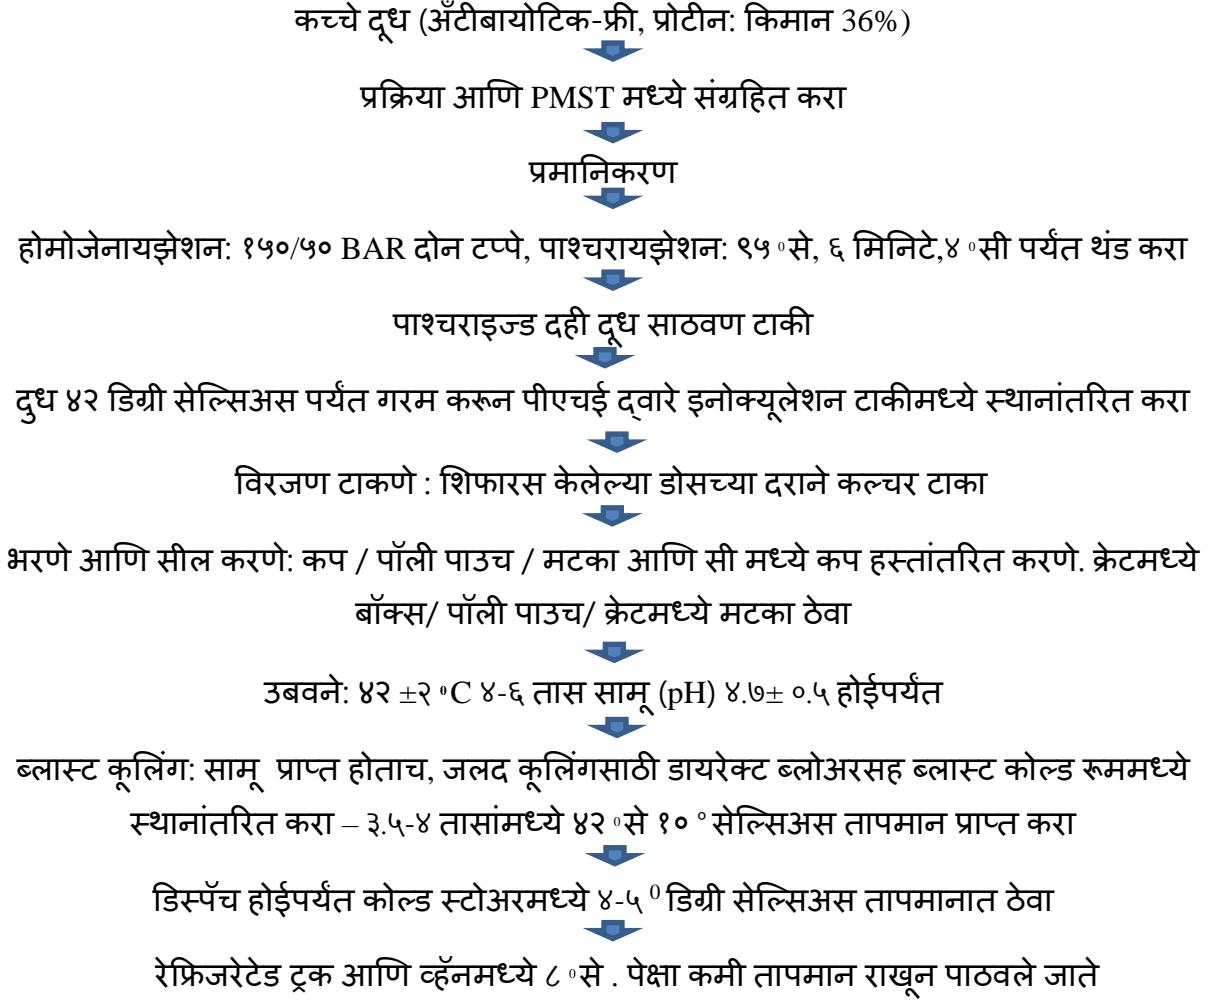 कच्चे दूध (अँटीबायोटिक-फ्री, प्रोटीन: किमान 36%)
प्रक्रिया आणि PMST मध्ये संग्रहित करा
प्रमानिकरण
होमोजेनायझेशन: १५०/५० BAR दोन टप्पे, पाश्चरायझेशन: ९५ ⁰से, ६ मिनिटे,४ ⁰सी पर्यंत थंड करा
पाश्चराइज्ड दही दूध साठवण टाकी
दुध ४२ डिग्री सेल्सिअस पर्यंत गरम करून पीएचई द्वारे इनोक्यूलेशन टाकीमध्ये स्थानांतरित करा
विरजण टाकणे : शिफारस केलेल्या डोसच्या दराने कल्चर टाका
भरणे आणि सील करणे: कप / पॉली पाउच / मटका आणि सी मध्ये कप हस्तांतरित करणे. क्रेटमध्ये
बॉक्स/ पॉली पाउच/ क्रेटमध्ये मटका ठेवा
उबवने: ४२ ±२ ⁰C ४-६ तास सामू (pH) ४.७± ०.५ होईपर्यंत
ब्लास्ट कूलिंग: सामू प्राप्त होताच, जलद कूलिंगसाठी डायरेक्ट ब्लोअरसह ब्लास्ट कोल्ड रूममध्ये
स्थानांतरित करा – ३.५-४ तासांमध्ये ४२ ⁰से १० ° सेल्सिअस तापमान प्राप्त करा
डिस्पॅच होईपर्यंत कोल्ड स्टोअरमध्ये ४-५ ⁰ डिग्री सेल्सिअस तापमानात ठेवा
रेफ्रिजरेटेड ट्रक आणि व्हॅनमध्ये ८ ⁰से . पेक्षा कमी तापमान राखून पाठवले जाते